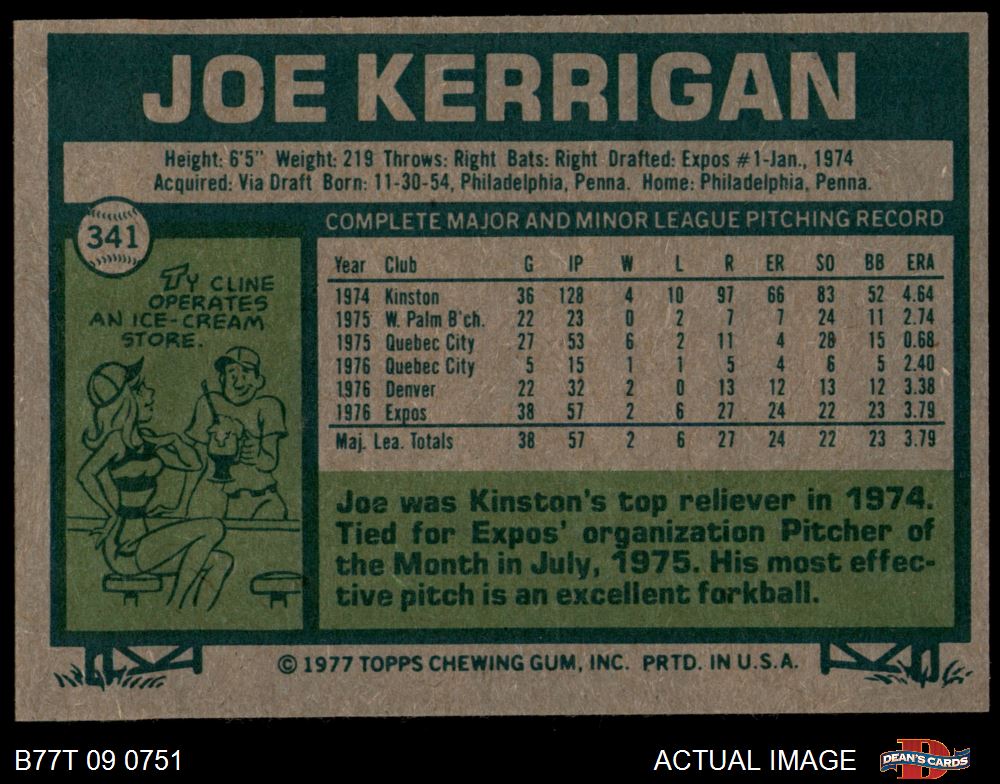 JOE KERRIGAN
Height: 6'5" Weight: 219 Throws: Right Bats: Right Drafted: Expos #1-Jan., 1974
Acquired: Via Draft Born: 11-30-54, Philadelphia, Penna. Home: Philadelphia, Penna.
341
TY CLINE
OPERATES
AN ICE-CREAM
STORE.
COMPLETE MAJOR AND MINOR LEAGUE PITCHING RECORD
Year Club G IP W L R ER SO BB ERA
1974 Kinston 36 128 4 10 97 66 83 52 4.64
1975 W. Palm B'ch. 22 23 0 2 7 7 24 11 2.74
1975 Quebec City 27 53 6 2 11 4 28 15 0.68
1976 Quebec City 5 15 1 1 5 4 6 5 2.40
1976 Denver 22 32 2 0 13 12 13 12 3.38
1976 Expos 38 57 2 6 27 24 22 23 3.79
Maj. Lea. Totals 38 57 2 6 27 24 22 23 3.79
Joe was Kinston's top reliever in 1974.
Tied for Expos' organization Pitcher of
the Month in July, 1975. His most effec-
tive pitch is an excellent forkball.
© 1977 TOPPS CHEWING GUM, INC. PRTD. IN U.S.A.
B77T 09 0751
ACTUAL IMAGE
D
DEAN'S CARDS